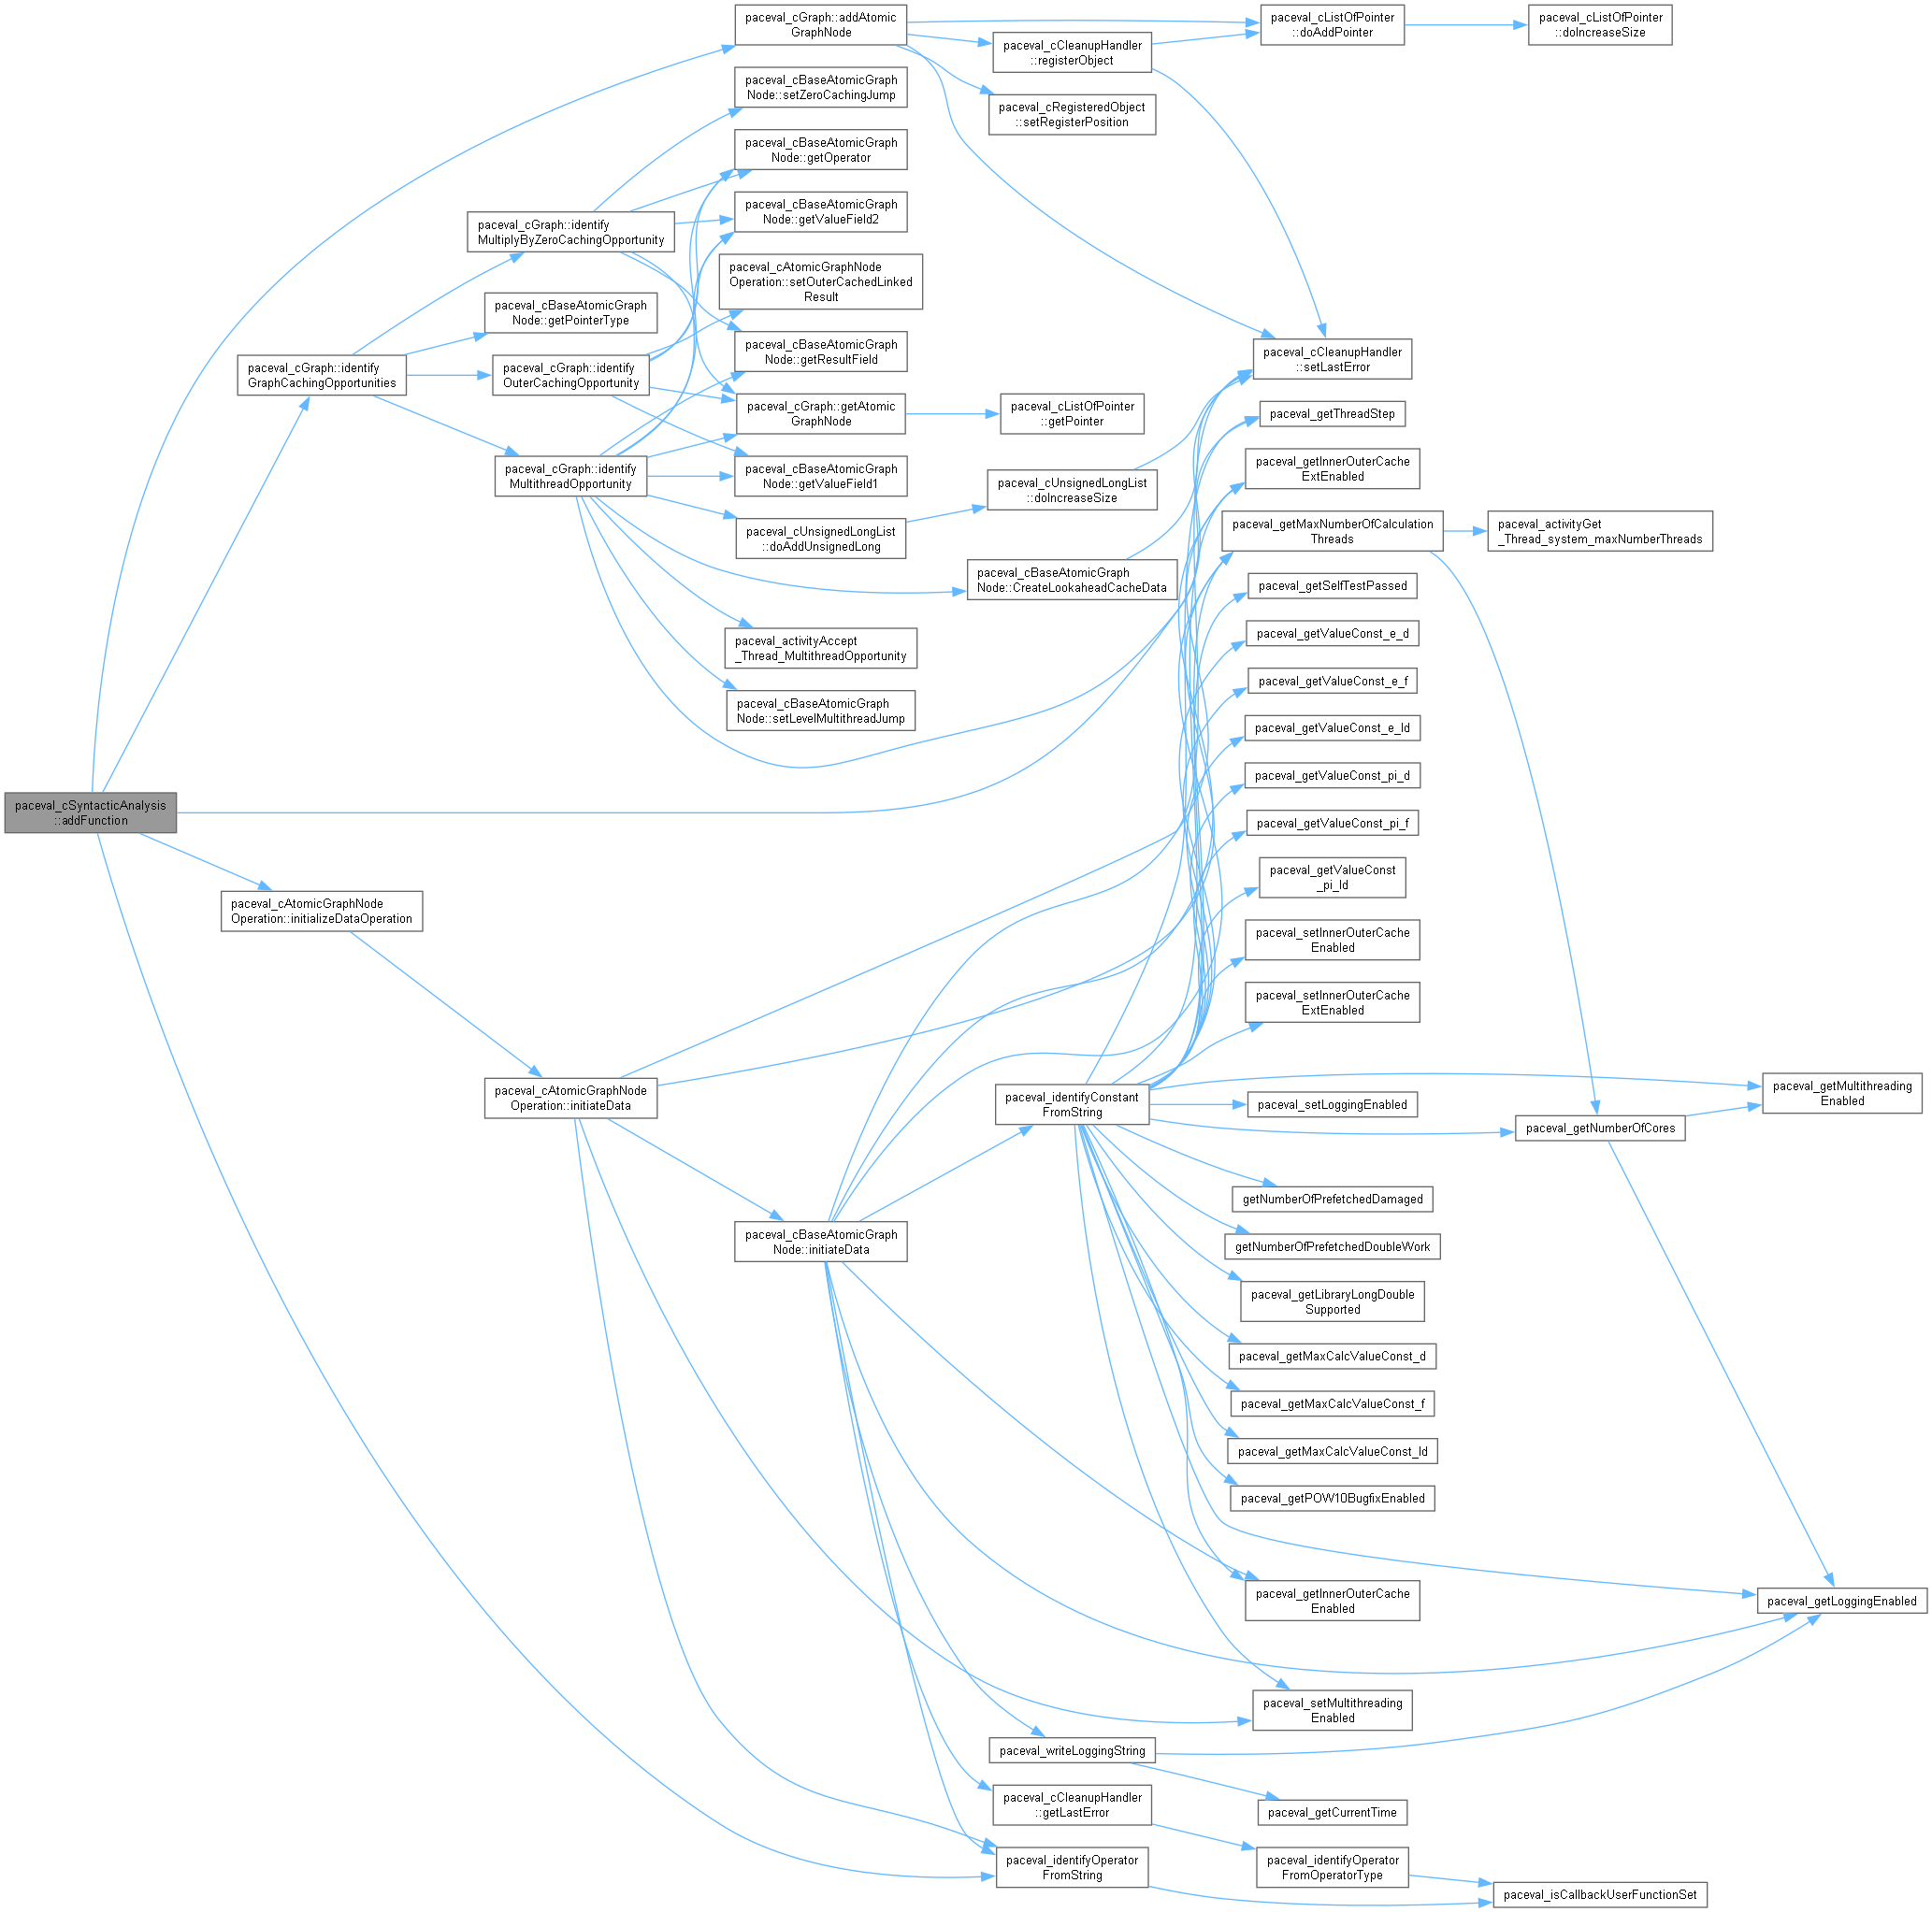 paceval_cSyntacticAnalysis
::addFunction
paceval_cGraph::identify
GraphCachingOpportunities
paceval_cAtomicGraphNode
Operation::initializeDataOperation
paceval_cGraph::identify
MultiplyByZeroCachingOpportunity
paceval_cBaseAtomicGraph
Node::getPointerType
paceval_cGraph::identify
OuterCachingOpportunity
paceval_cGraph::identify
MultithreadOpportunity
paceval_cAtomicGraphNode
Operation::initiateData
paceval_cGraph::addAtomic
GraphNode
paceval_cBaseAtomicGraph
Node::setZeroCachingJump
paceval_cBaseAtomicGraph
Node::getOperator
paceval_cBaseAtomicGraph
Node::getValueField2
paceval_cAtomicGraphNode
Operation::setOuterCachedLinked
Result
paceval_cBaseAtomicGraph
Node::getResultField
paceval_cGraph::getAtomic
GraphNode
paceval_cBaseAtomicGraph
Node::getValueField1
paceval_cUnsignedLongList
::doAddUnsignedLong
paceval_activityAccept
_Thread_MultithreadOpportunity
paceval_cBaseAtomicGraph
Node::setLevelMultithreadJump
paceval_cBaseAtomicGraph
Node::initiateData
paceval_cCleanupHandler
::registerObject
paceval_cRegisteredObject
::setRegisterPosition
paceval_cListOfPointer
::getPointer
paceval_cUnsignedLongList
::doIncreaseSize
paceval_cBaseAtomicGraph
Node::CreateLookaheadCacheData
paceval_identifyConstant
FromString
paceval_writeLoggingString
paceval_cCleanupHandler
::getLastError
paceval_identifyOperator
FromString
paceval_cListOfPointer
::doAddPointer
paceval_cCleanupHandler
::setLastError
paceval_getThreadStep
paceval_getInnerOuterCache
ExtEnabled
paceval_getMaxNumberOfCalculation
Threads
paceval_getSelfTestPassed
paceval_getValueConst_e_d
paceval_getValueConst_e_f
paceval_getValueConst_e_ld
paceval_getValueConst_pi_d
paceval_getValueConst_pi_f
paceval_getValueConst
_pi_ld
paceval_setInnerOuterCache
Enabled
paceval_setInnerOuterCache
ExtEnabled
paceval_setLoggingEnabled
getNumberOfPrefetchedDamaged
getNumberOfPrefetchedDoubleWork
paceval_getLibraryLongDouble
Supported
paceval_getMaxCalcValueConst_d
paceval_getMaxCalcValueConst_f
paceval_getMaxCalcValueConst_ld
paceval_getPOW10BugfixEnabled
paceval_getInnerOuterCache
Enabled
paceval_setMultithreading
Enabled
paceval_getCurrentTime
paceval_identifyOperator
FromOperatorType
paceval_cListOfPointer
::doIncreaseSize
paceval_activityGet
_Thread_system_maxNumberThreads
paceval_getNumberOfCores
paceval_isCallbackUserFunctionSet
paceval_getMultithreading
Enabled
paceval_getLoggingEnabled